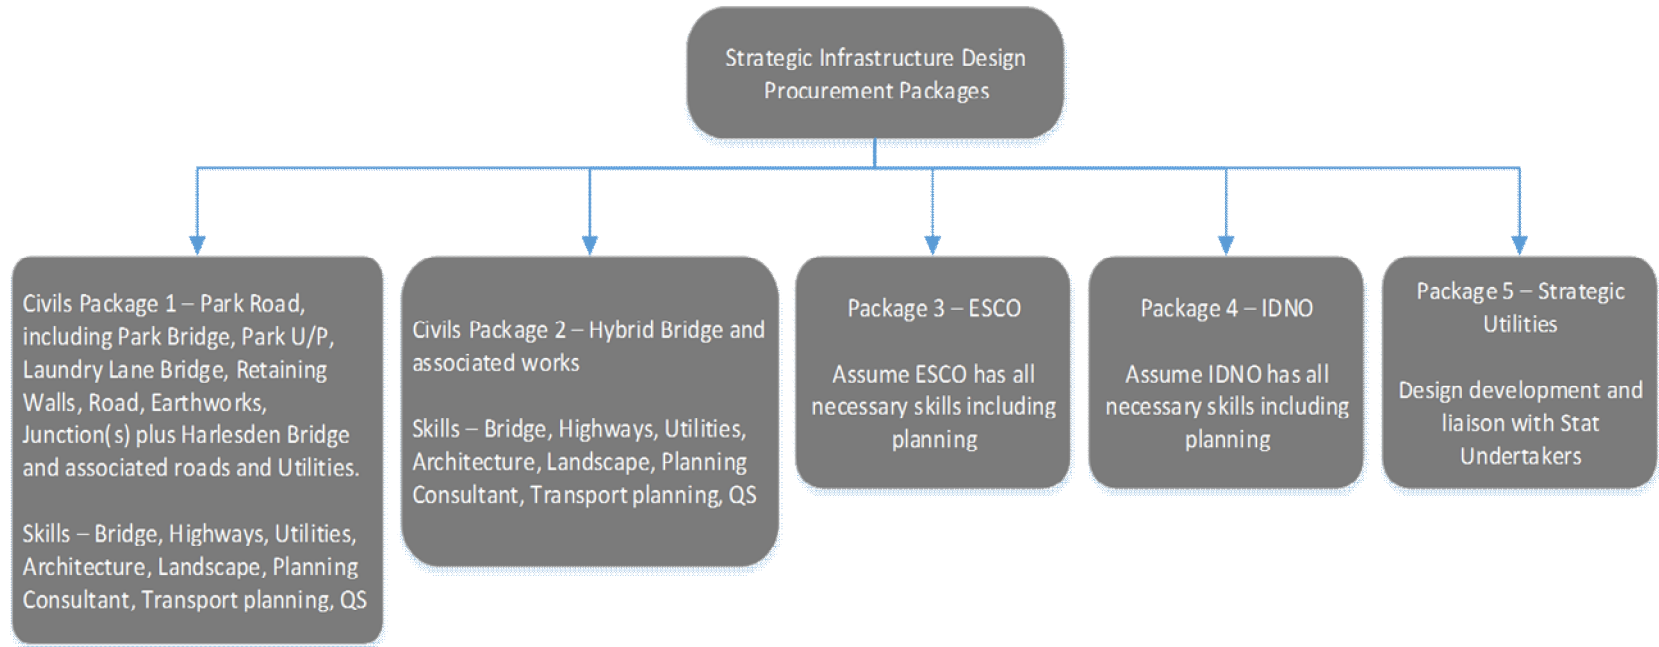 Strategic Infrastructure Design
Procurement Packages
Civils Package 1 – Park Road,
including Park Bridge, Park U/P,
Laundry Lane Bridge, Retaining
Walls, Road, Earthworks,
Junction(s) plus Harlesden Bridge
and associated roads and Utilities.
Skills – Bridge, Highways, Utilities,
Architecture, Landscape, Planning
Consultant, Transport planning, QS
Civils Package 2 – Hybrid Bridge and
associated works
Skills – Bridge, Highways, Utilities,
Architecture, Landscape, Planning
Consultant, Transport planning, QS
Package 3 – ESCO
Assume ESCO has all
necessary skills including
planning
Package 4 – IDNO
Assume IDNO has all
necessary skills including
planning
Package 5 – Strategic
Utilities
Design development and
liaison with Stat
Undertakers